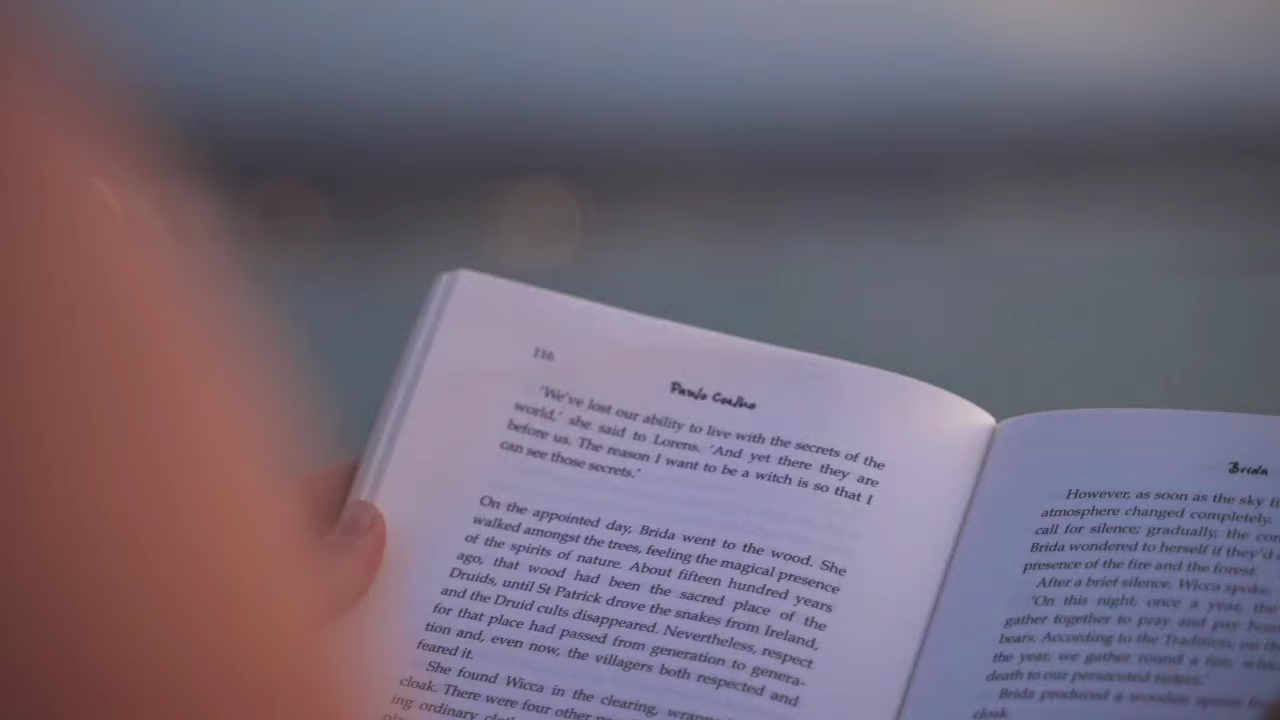 116
Paulo Coelho
'We've lost our ability to live with the secrets of the
world,' she said to Lorens. 'And yet there they are
before us. The reason I want to be a witch is so that I
can see those secrets.'
On the appointed day, Brida went to the wood. She
walked amongst the trees, feeling the magical presence
of the spirits of nature. About fifteen hundred years
ago, that wood had been the sacred place of the
Druids, until St Patrick drove the snakes from Ireland,
and the Druid cults disappeared. Nevertheless, respect
for that place had passed from generation to genera-
tion and, even now, the villagers both respected and
feared it.
She found Wicca in the clearing, wrapped
cloak. There were four other
ing ordinary
Brida
However, as soon as the sky
atmosphere changed completely.
call for silence; gradually, the
Brida wondered to herself if they'd
presence of the fire and the forest.
After a brief silence, Wicca spoke
'On this night, once a year, the
gather together to pray and pay
bears. According to the Tradition, on
the year, we gather round a fire,
death to our persecuted sisters.'
Brida produced a wooden spoon
cloak.